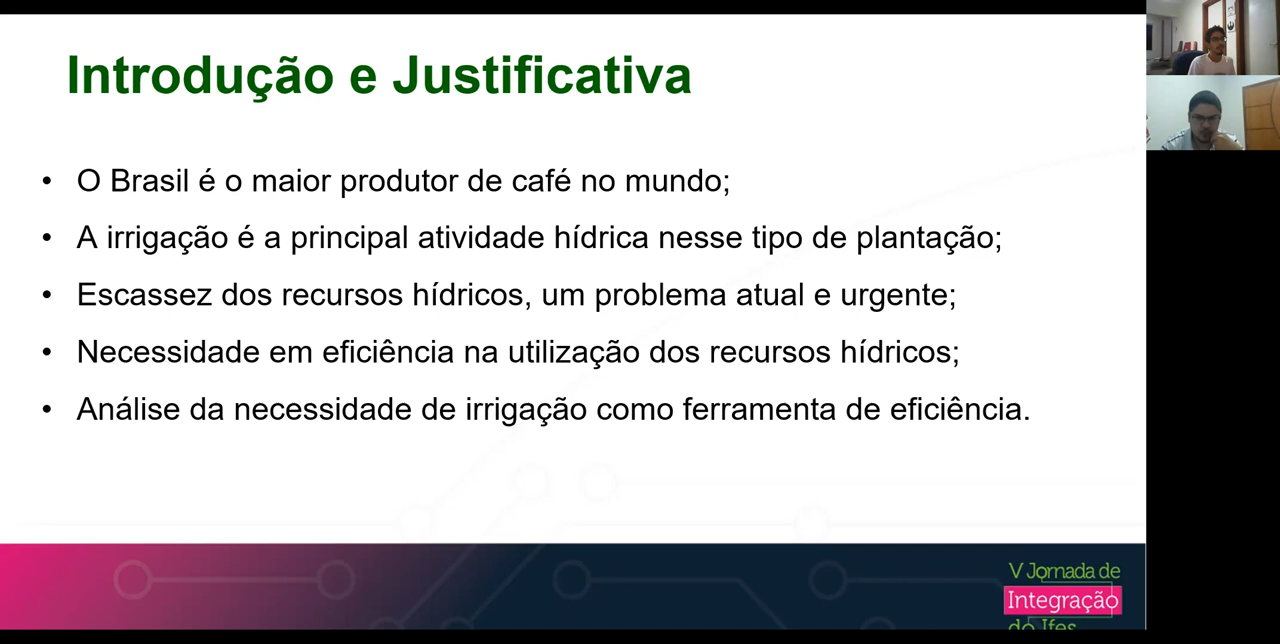 Introdução e Justificativa
• O Brasil é o maior produtor de café no mundo;
• A irrigação é a principal atividade hídrica nesse tipo de plantação;
• Escassez dos recursos hídricos, um problema atual e urgente;
• Necessidade em eficiência na utilização dos recursos hídricos;
• Análise da necessidade de irrigação como ferramenta de eficiência.
V Jornada de
Integração
do Ifes